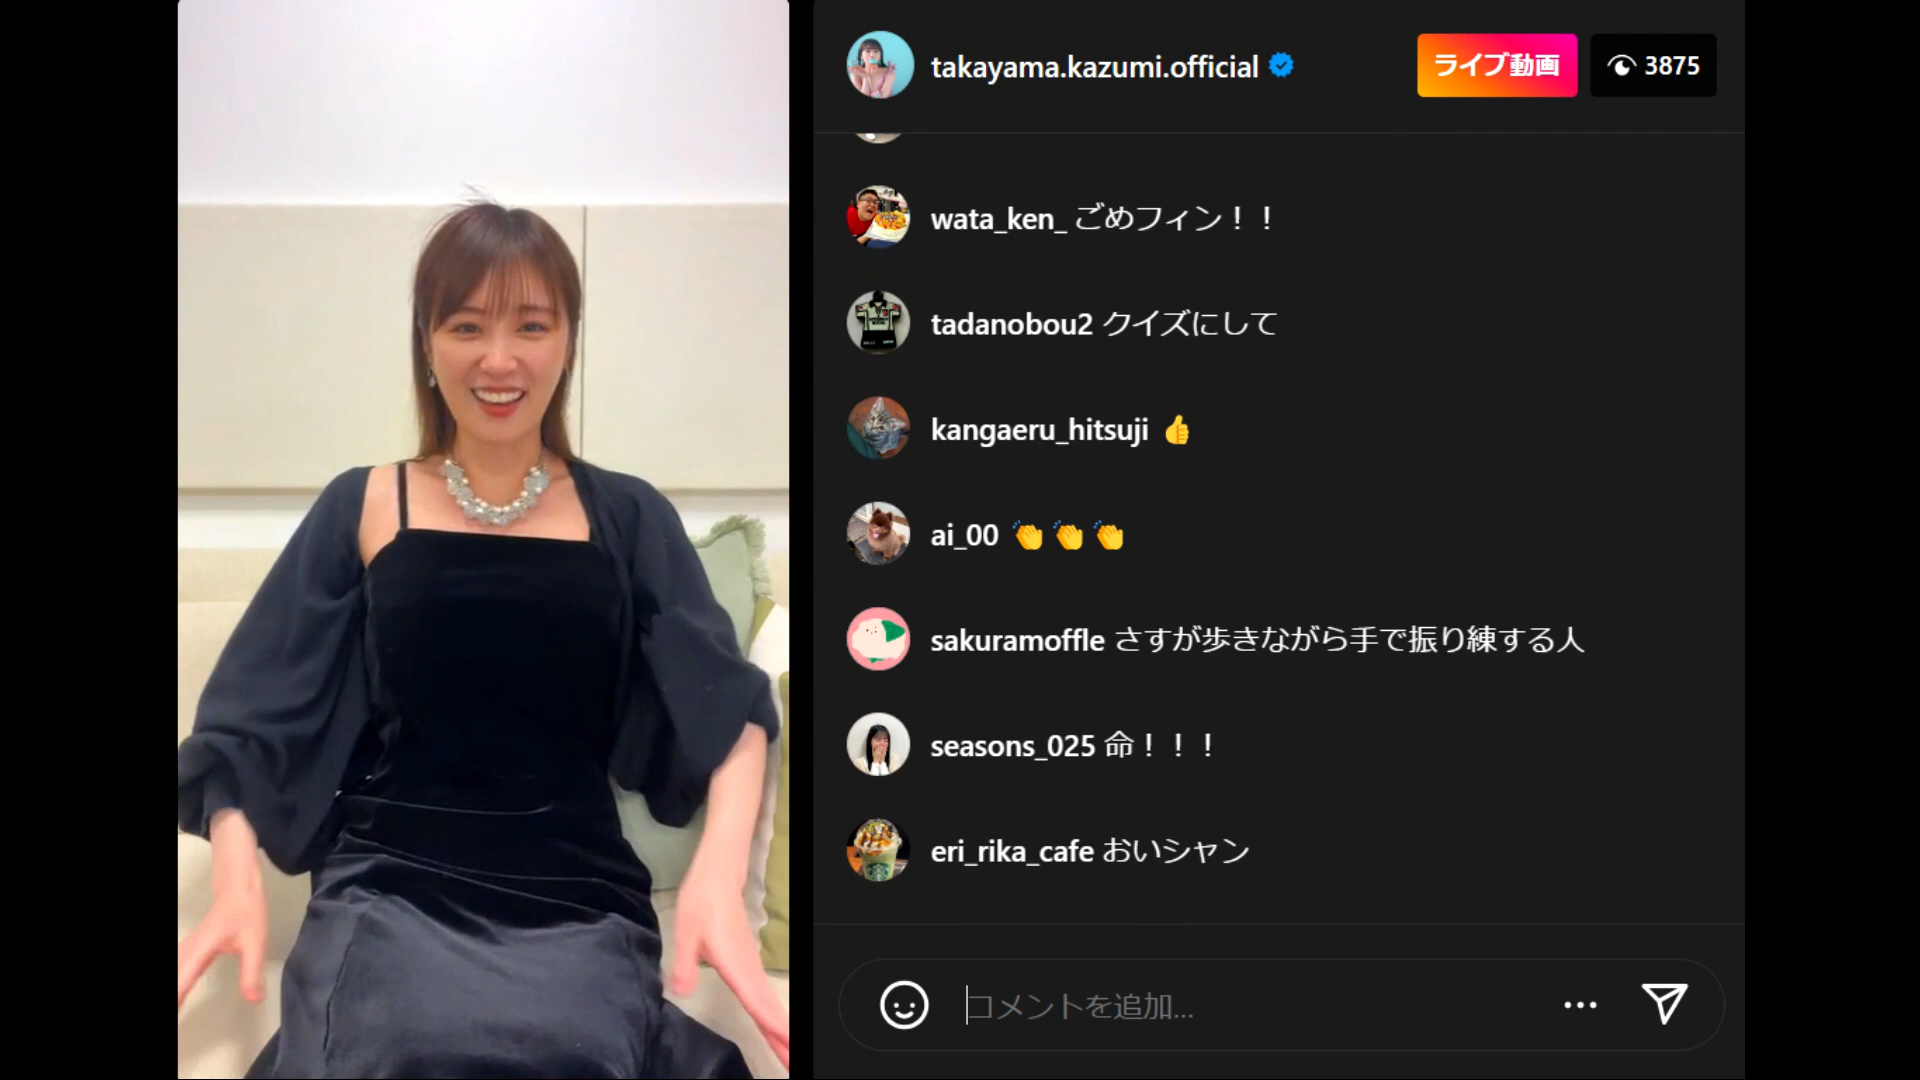 takayama.kazumi.official
ライブ動画
3875
wata_ken_ ごめフィン！！
tadanobou2 クイズにして
kangaeru_hitsuji 👍
ai_00 👏👏👏
sakuramoffle さすが歩きながら手で振り練する人
seasons_025 命！！！
eri_rika_cafe おいシャン
コメントを追加...